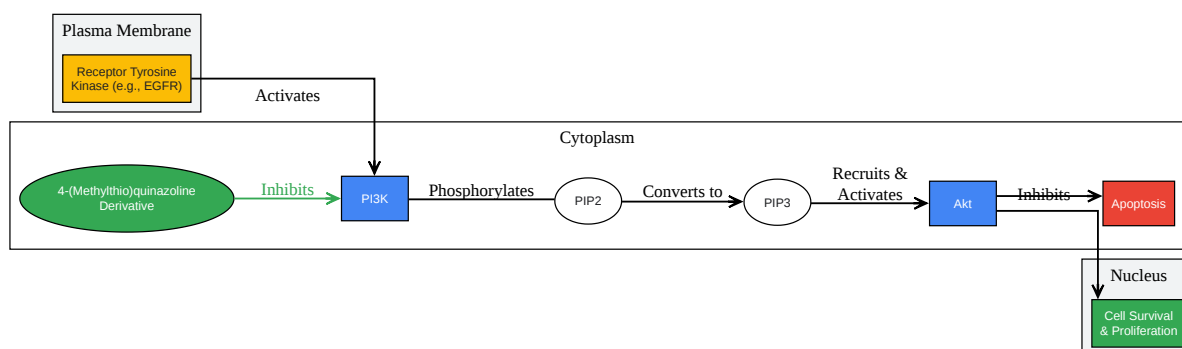 Plasma Membrane
Receptor Tyrosine
Kinase (e.g., EGFR)
Activates
Cytoplasm
4-(Methylthio)quinazoline
Derivative
Inhibits
PI3K
Phosphorylates
PIP2
Converts to
PIP3
Recruits &
Activates
Akt
Inhibits
Apoptosis
Nucleus
Cell Survival
& Proliferation